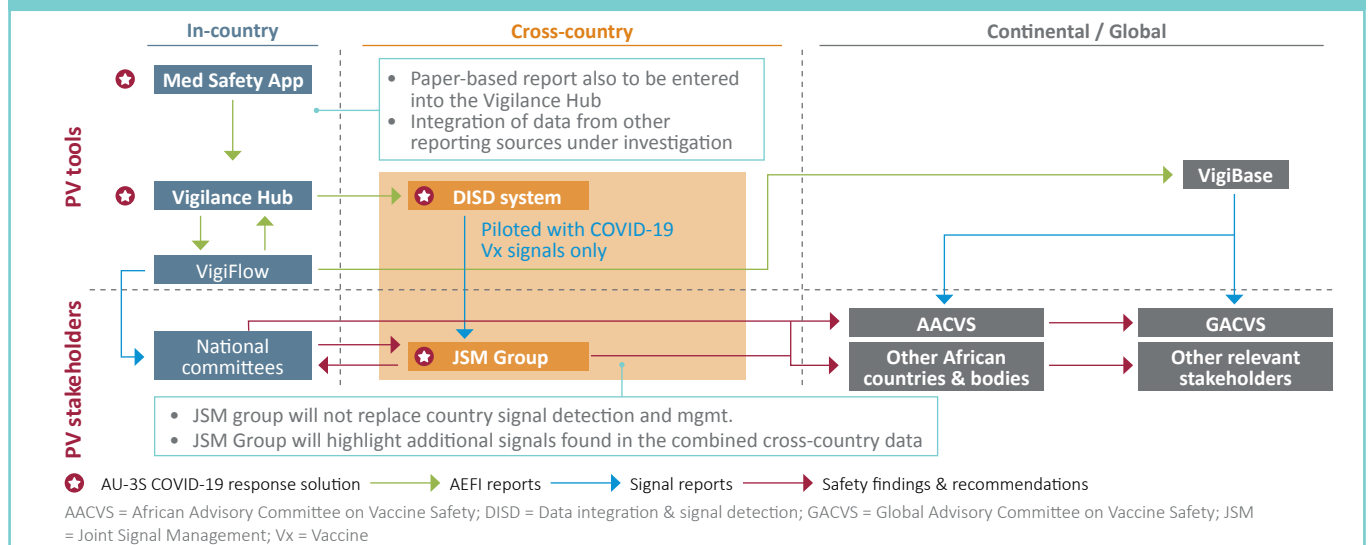 In-country
Cross-country
Continental / Global
PV tools
Med Safety App
• Paper-based report also to be entered
into the Vigilance Hub
• Integration of data from other
reporting sources under investigation
Vigilance Hub
DISD system
VigiBase
Piloted with COVID-19
Vx signals only
VigiFlow
PV stakeholders
National
committees
JSM Group
AACVS
GACVS
Other African
countries & bodies
Other relevant
stakeholders
• JSM group will not replace country signal detection and mgmt.
• JSM Group will highlight additional signals found in the combined cross-country data
AU-3S COVID-19 response solution
AEFI reports
Signal reports
Safety findings & recommendations
AACVS = African Advisory Committee on Vaccine Safety; DISD = Data integration & signal detection; GACVS = Global Advisory Committee on Vaccine Safety; JSM
= Joint Signal Management; Vx = Vaccine